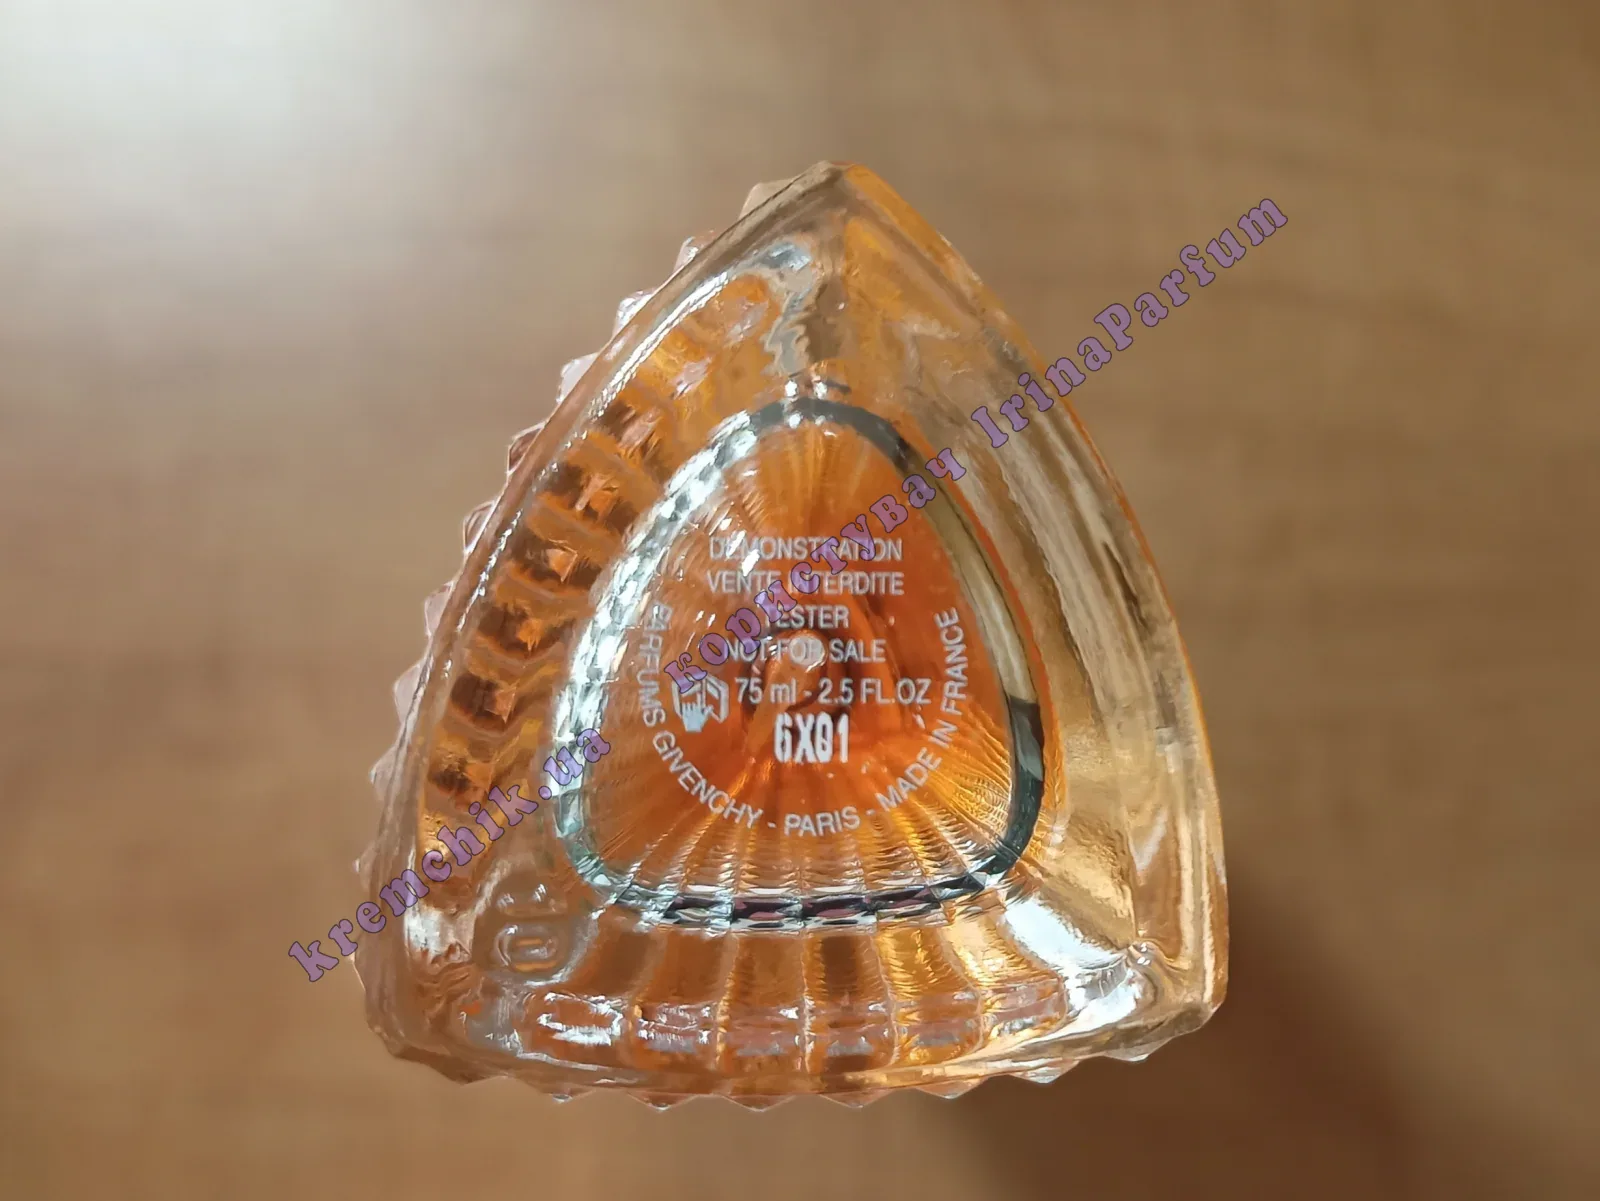 DEMONSTRATION
VENTE INTERDITE
TESTER
NOT FOR SALE
75 ml - 2.5 FL.OZ
6X01
PARFUMS GIVENCHY - PARIS - MADE IN FRANCE
10
kremchik.ua користувач IrinaParfum